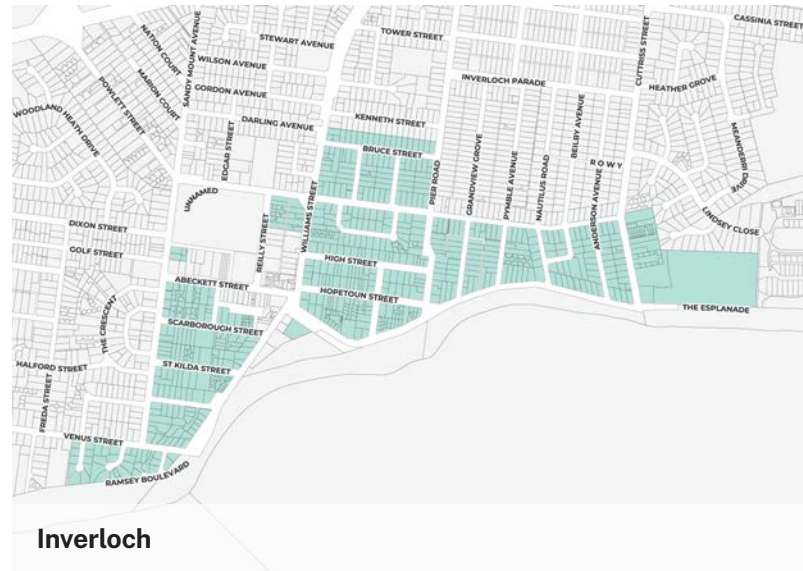 CASSINIA STREET
STEWART AVENUE
TOWER STREET
NATION COURT
SANDY MOUNT AVENUE
CUTTRISS STREET
WILSON AVENUE
MARION COURT
INVERLOCH PARADE
HEATHER GROVE
POWLETT STREET
GORDON AVENUE
WOODLAND HEATH DRIVE
DARLING AVENUE
KENNETH STREET
EDGAR STREET
BRUCE STREET
BEILBY AVENUE
MEANDERRI DRIVE
ROWY
PIER ROAD
GRANDVIEW GROVE
PYMBLE AVENUE
NAUTILUS ROAD
UNNAMED
WILLIAMS STREET
ANDERSON AVENUE
LINDSEY CLOSE
DIXON STREET
REILLY STREET
GOLF STREET
HIGH STREET
ABECKETT STREET
HOPETOUN STREET
THE ESPLANADE
THE CRESCENT
SCARBOROUGH STREET
HALFORD STREET
ST KILDA STREET
FREDA STREET
VENUS STREET
RAMSEY BOULEVARD
Inverloch